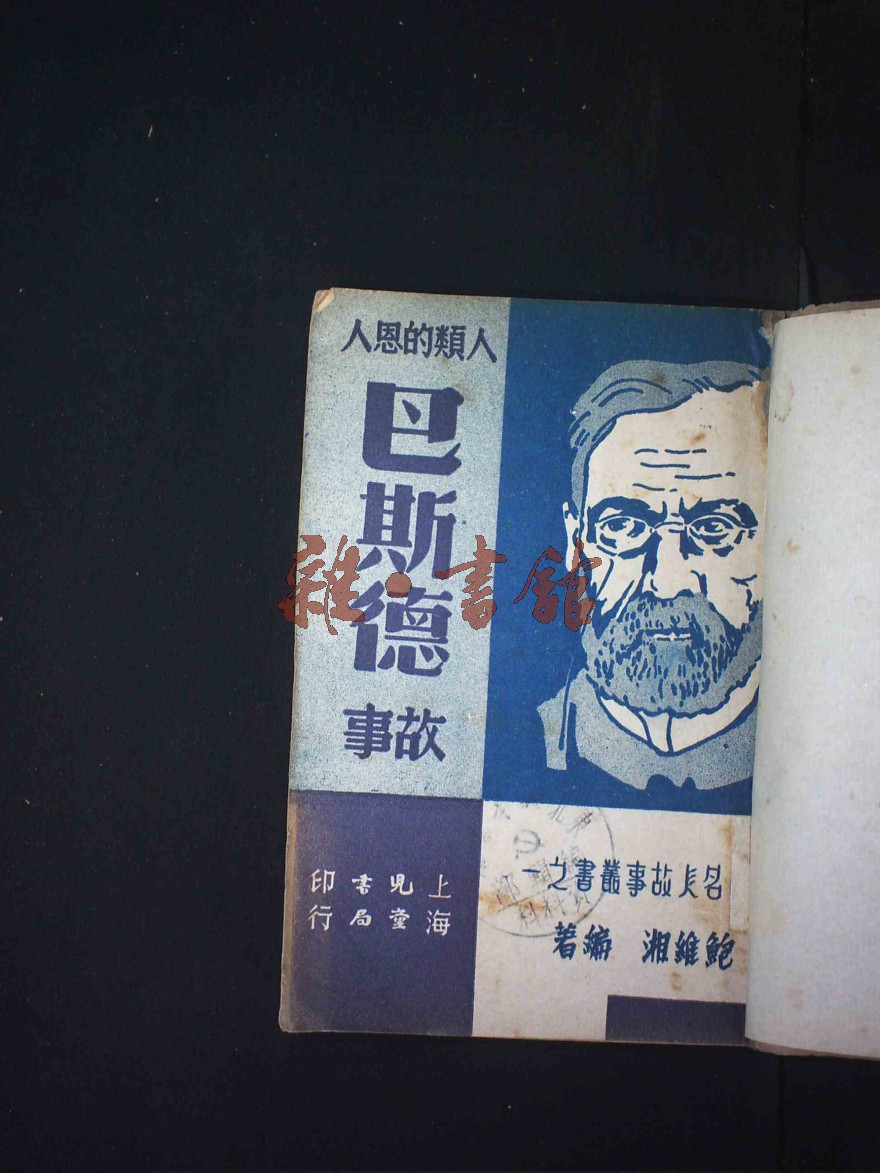 人類的恩人
巴斯德
故事
雜·書館
名人故事叢書之一
鮑維湘 編著
上海兒童書局印行